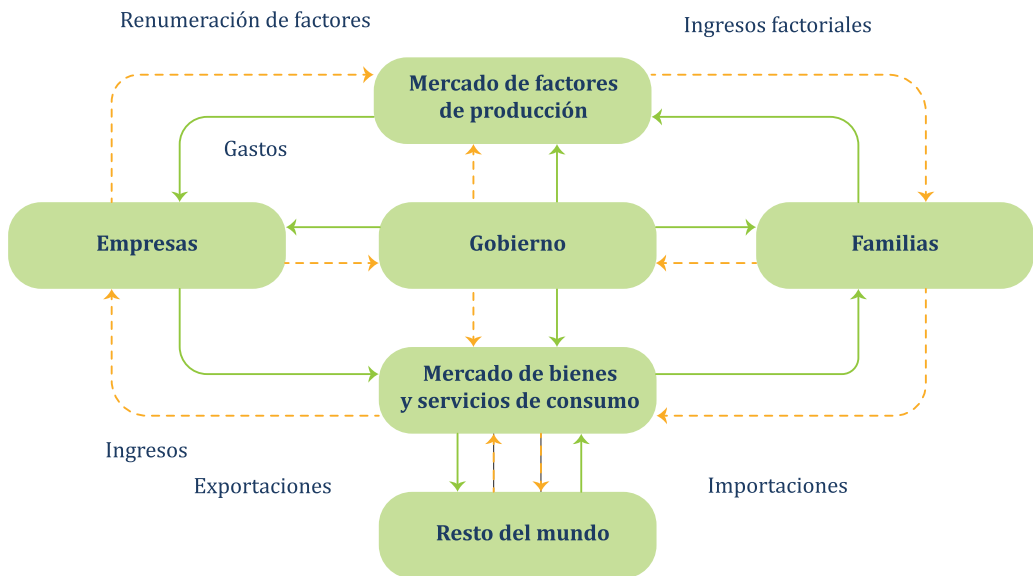 Renumeración de factores
Ingresos factoriales
Mercado de factores
de producción
Gastos
Empresas
Gobierno
Familias
Mercado de bienes
y servicios de consumo
Ingresos
Exportaciones
Importaciones
Resto del mundo